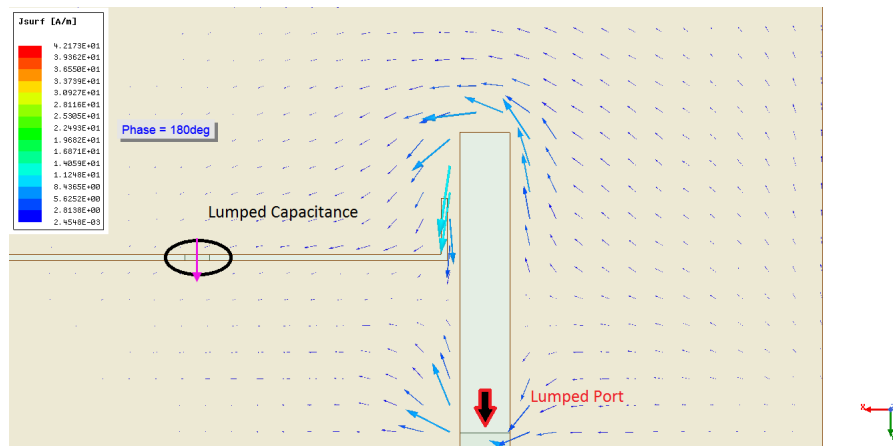 Jsurf [A/m]
4.2173E+01
3.9362E+01
3.6550E+01
3.3739E+01
3.0927E+01
2.8116E+01
2.5305E+01
2.2493E+01
1.9682E+01
1.6871E+01
1.4059E+01
1.1248E+01
8.4365E+00
5.6252E+00
2.8138E+00
2.4548E-03
Phase = 180deg
Lumped Capacitance
Lumped Port
x